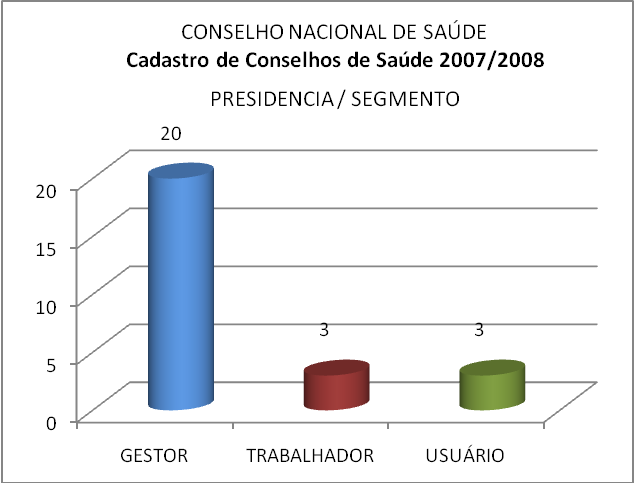 CONSELHO NACIONAL DE SAÚDE
Cadastro de Conselhos de Saúde 2007/2008
PRESIDENCIA / SEGMENTO
20
20
15
10
3
3
5
0
GESTOR
TRABALHADOR
USUÁRIO